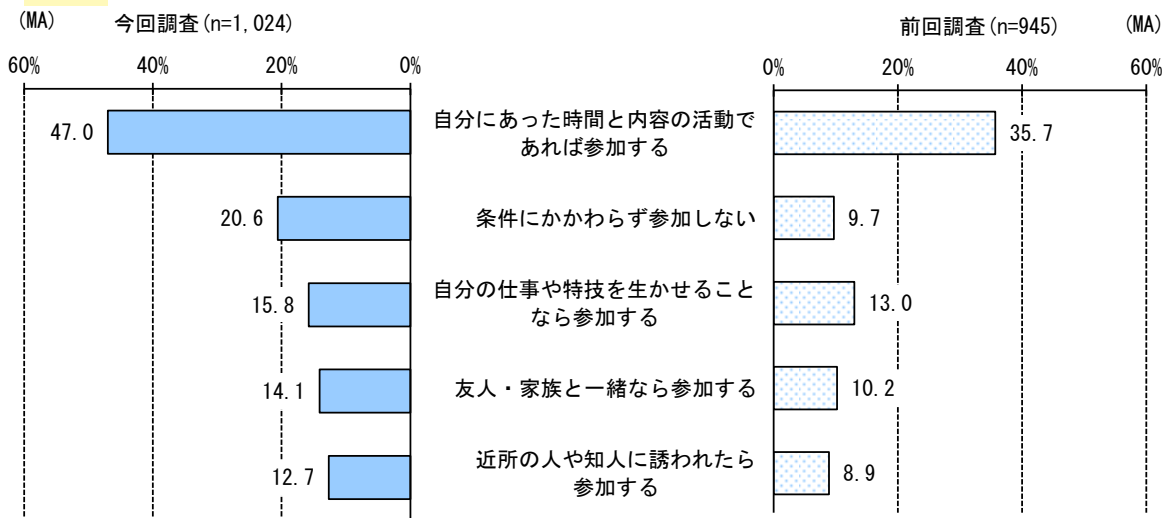 (MA) 今回調査(n=1,024)
前回調査(n=945) (MA)
60% 40% 20% 0%
0% 20% 40% 60%
47.0
自分にあった時間と内容の活動で
あれば参加する
35.7
20.6
条件にかかわらず参加しない
9.7
15.8
自分の仕事や特技を生かせること
なら参加する
13.0
14.1
友人・家族と一緒なら参加する
10.2
12.7
近所の人や知人に誘われたら
参加する
8.9